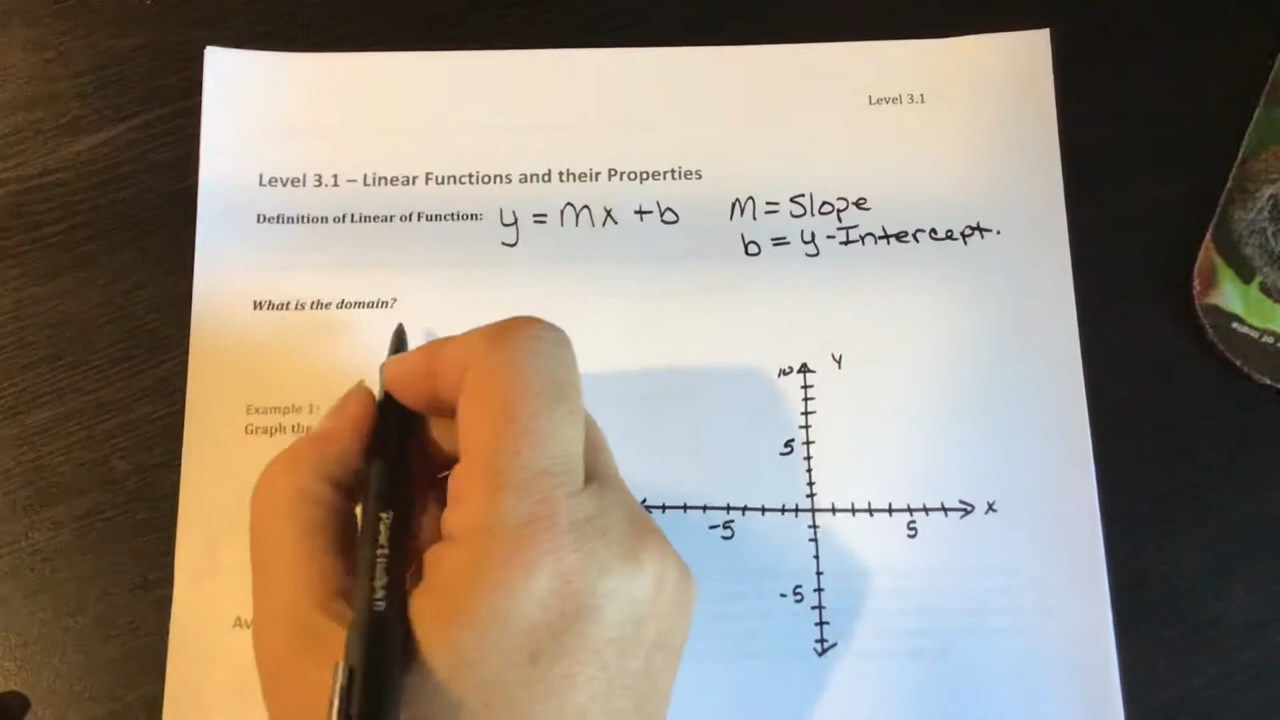 Level 3.1
Level 3.1 – Linear Functions and their Properties
Definition of Linear of Function: y = mx + b
M = Slope
b = y-Intercept.
What is the domain?
10 Y
5
Example 1:
Graph the
x
-5 5
-5